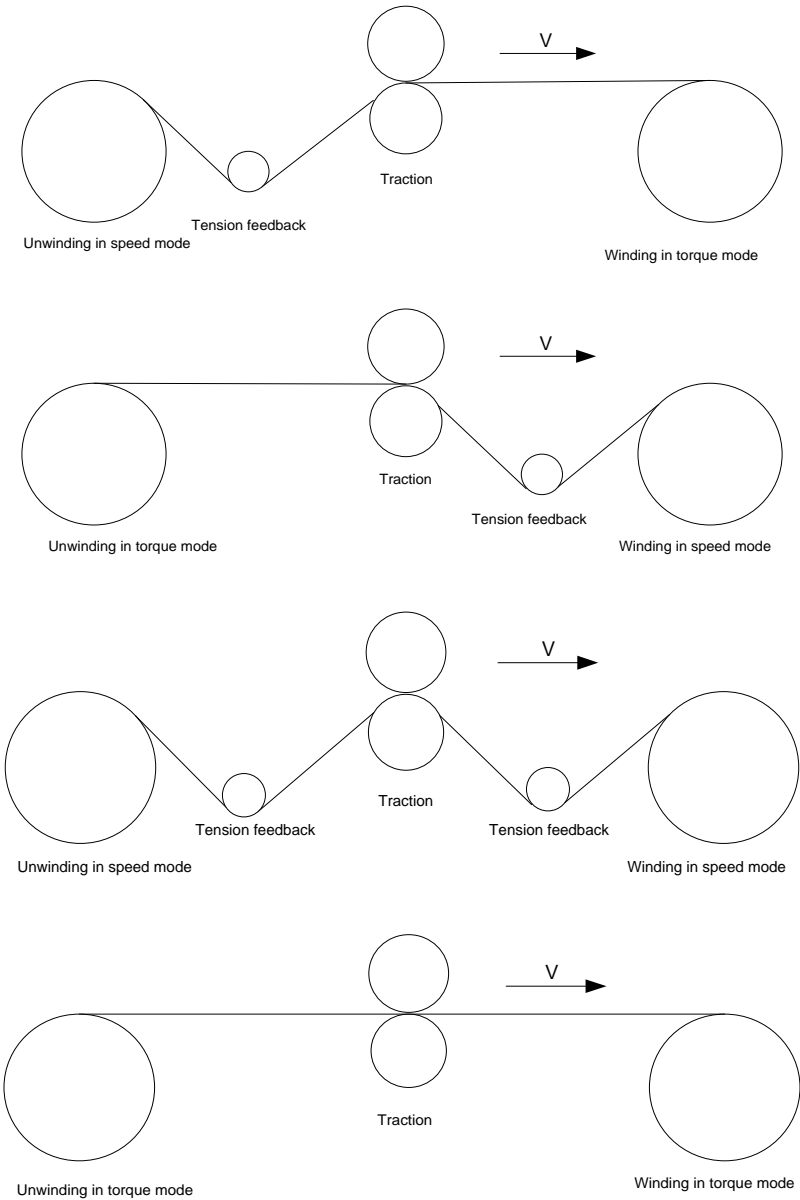 V
Traction
Tension feedback
Unwinding in speed mode
Winding in torque mode
V
Traction
Tension feedback
Unwinding in torque mode
Winding in speed mode
V
Traction
Tension feedback
Tension feedback
Unwinding in speed mode
Winding in speed mode
V
Traction
Unwinding in torque mode
Winding in torque mode